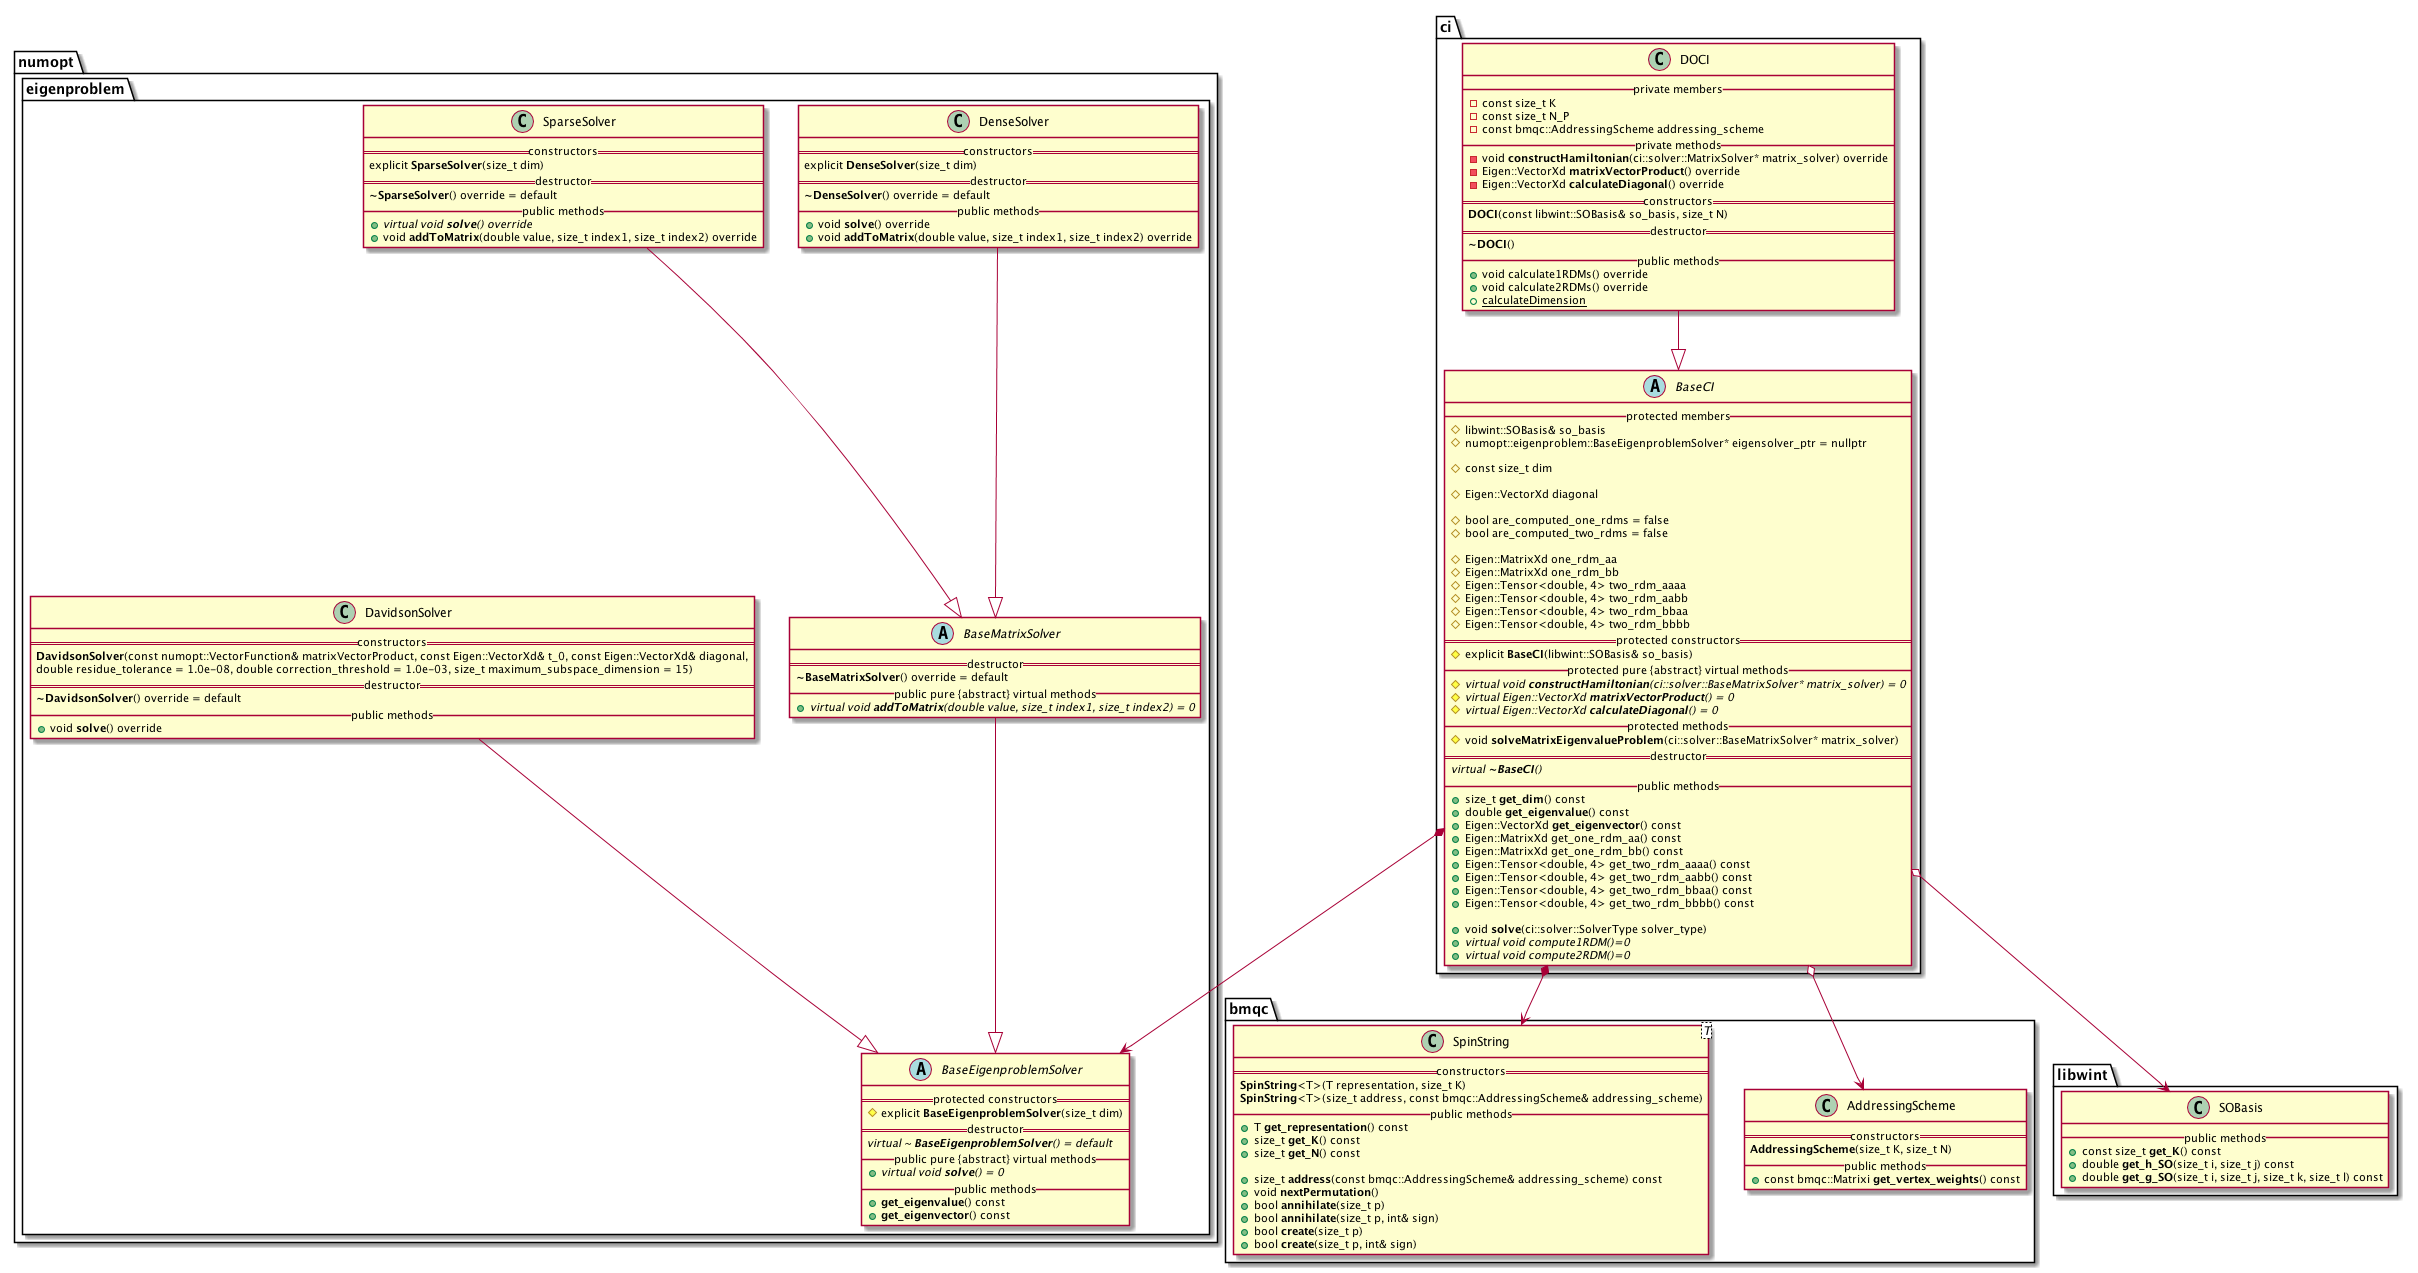 numopt
eigenproblem
C SparseSolver
constructors
explicit SparseSolver(size_t dim)
destructor
~SparseSolver() override = default
public methods
virtual void solve() override
void addToMatrix(double value, size_t index1, size_t index2) override
C DenseSolver
constructors
explicit DenseSolver(size_t dim)
destructor
~DenseSolver() override = default
public methods
void solve() override
void addToMatrix(double value, size_t index1, size_t index2) override
C DavidsonSolver
constructors
DavidsonSolver(const numopt::VectorFunction& matrixVectorProduct, const Eigen::VectorXd& t_0, const Eigen::VectorXd& diagonal,
double residue_tolerance = 1.0e-08, double correction_threshold = 1.0e-03, size_t maximum_subspace_dimension = 15)
destructor
~DavidsonSolver() override = default
public methods
void solve() override
A BaseMatrixSolver
destructor
~BaseMatrixSolver() override = default
public pure {abstract} virtual methods
virtual void addToMatrix(double value, size_t index1, size_t index2) = 0
A BaseEigenproblemSolver
protected constructors
explicit BaseEigenproblemSolver(size_t dim)
destructor
virtual ~ BaseEigenproblemSolver() = default
public pure {abstract} virtual methods
virtual void solve() = 0
public methods
get_eigenvalue() const
get_eigenvector() const
ci
C DOCI
private members
const size_t K
const size_t N_P
const bmqc::AddressingScheme addressing_scheme
private methods
void constructHamiltonian(ci::solver::MatrixSolver* matrix_solver) override
Eigen::VectorXd matrixVectorProduct() override
Eigen::VectorXd calculateDiagonal() override
constructors
DOCI(const libwint::SOBasis& so_basis, size_t N)
destructor
~DOCI()
public methods
void calculate1RDMs() override
void calculate2RDMs() override
calculateDimension
A BaseCI
protected members
libwint::SOBasis& so_basis
numopt::eigenproblem::BaseEigenproblemSolver* eigensolver_ptr = nullptr
const size_t dim
Eigen::VectorXd diagonal
bool are_computed_one_rdms = false
bool are_computed_two_rdms = false
Eigen::MatrixXd one_rdm_aa
Eigen::MatrixXd one_rdm_bb
Eigen::Tensor<double, 4> two_rdm_aaaa
Eigen::Tensor<double, 4> two_rdm_aabb
Eigen::Tensor<double, 4> two_rdm_bbaa
Eigen::Tensor<double, 4> two_rdm_bbbb
protected constructors
explicit BaseCI(libwint::SOBasis& so_basis)
protected pure {abstract} virtual methods
virtual void constructHamiltonian(ci::solver::BaseMatrixSolver* matrix_solver) = 0
virtual Eigen::VectorXd matrixVectorProduct() = 0
virtual Eigen::VectorXd calculateDiagonal() = 0
protected methods
void solveMatrixEigenvalueProblem(ci::solver::BaseMatrixSolver* matrix_solver)
destructor
virtual ~BaseCI()
public methods
size_t get_dim() const
double get_eigenvalue() const
Eigen::VectorXd get_eigenvector() const
Eigen::MatrixXd get_one_rdm_aa() const
Eigen::MatrixXd get_one_rdm_bb() const
Eigen::Tensor<double, 4> get_two_rdm_aaaa() const
Eigen::Tensor<double, 4> get_two_rdm_aabb() const
Eigen::Tensor<double, 4> get_two_rdm_bbaa() const
Eigen::Tensor<double, 4> get_two_rdm_bbbb() const
void solve(ci::solver::SolverType solver_type)
virtual void compute1RDM()=0
virtual void compute2RDM()=0
bmqc
C SpinString
T
constructors
SpinString<T>(T representation, size_t K)
SpinString<T>(size_t address, const bmqc::AddressingScheme& addressing_scheme)
public methods
T get_representation() const
size_t get_K() const
size_t get_N() const
size_t address(const bmqc::AddressingScheme& addressing_scheme) const
void nextPermutation()
bool annihilate(size_t p)
bool annihilate(size_t p, int& sign)
bool create(size_t p)
bool create(size_t p, int& sign)
C AddressingScheme
constructors
AddressingScheme(size_t K, size_t N)
public methods
const bmqc::Matrixi get_vertex_weights() const
libwint
C SOBasis
public methods
const size_t get_K() const
double get_h_SO(size_t i, size_t j) const
double get_g_SO(size_t i, size_t j, size_t k, size_t l) const